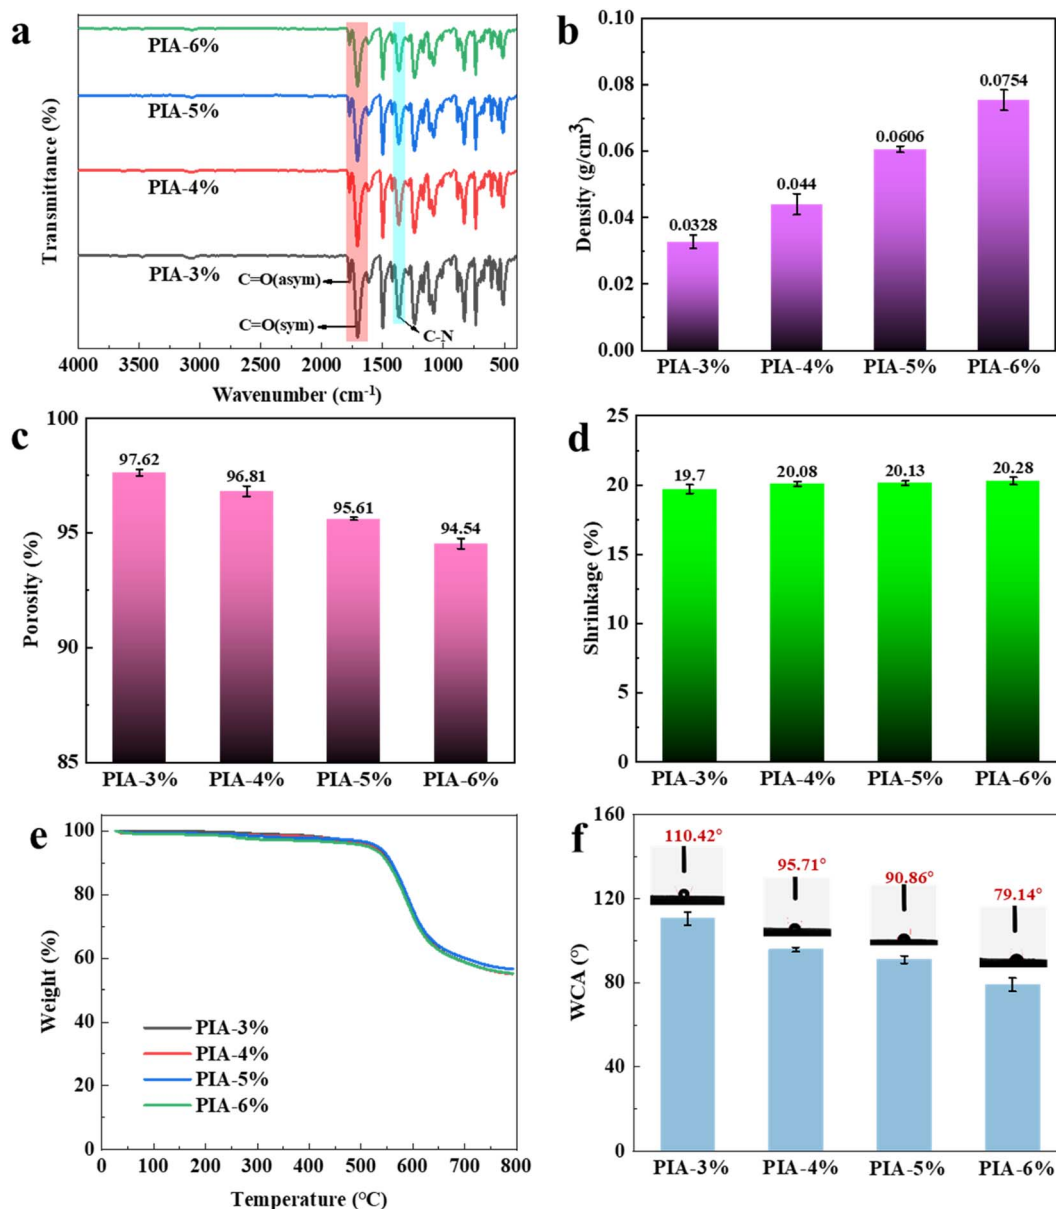 a
PIA-6%
PIA-5%
PIA-4%
PIA-3%
C=O(asym)
C=O(sym)
C-N
Transmittance (%)
4000 3500 3000 2500 2000 1500 1000 500
Wavenumber (cm-1)
b
0.10
0.08
0.06
0.04
0.02
0.00
Density (g/cm3)
0.0328
0.044
0.0606
0.0754
PIA-3% PIA-4% PIA-5% PIA-6%
c
100
95
90
85
Porosity (%)
97.62
96.81
95.61
94.54
PIA-3% PIA-4% PIA-5% PIA-6%
d
25
20
15
10
5
0
Shrinkage (%)
19.7
20.08
20.13
20.28
PIA-3% PIA-4% PIA-5% PIA-6%
e
100
80
60
40
20
0
Weight (%)
PIA-3%
PIA-4%
PIA-5%
PIA-6%
0 100 200 300 400 500 600 700 800
Temperature (°C)
f
160
120
80
40
0
WCA (°)
110.42°
95.71°
90.86°
79.14°
PIA-3% PIA-4% PIA-5% PIA-6%